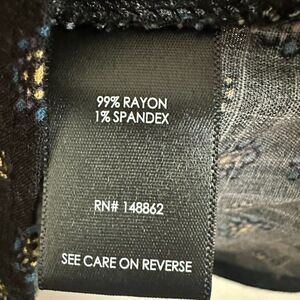 99% RAYON
1% SPANDEX
RN# 148862
SEE CARE ON REVERSE